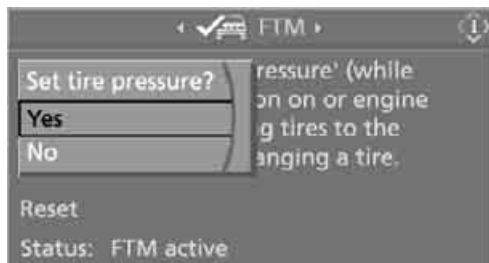 FTM
Set tire pressure?
ressure' (while
Yes
on on or engine
g tires to the
No
anging a tire.
Reset
Status: FTM active